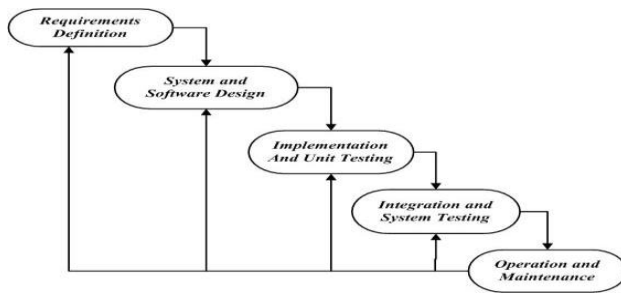 Requirements
Definition
System and
Software Design
Implementation
And Unit Testing
Integration and
System Testing
Operation and
Maintenance